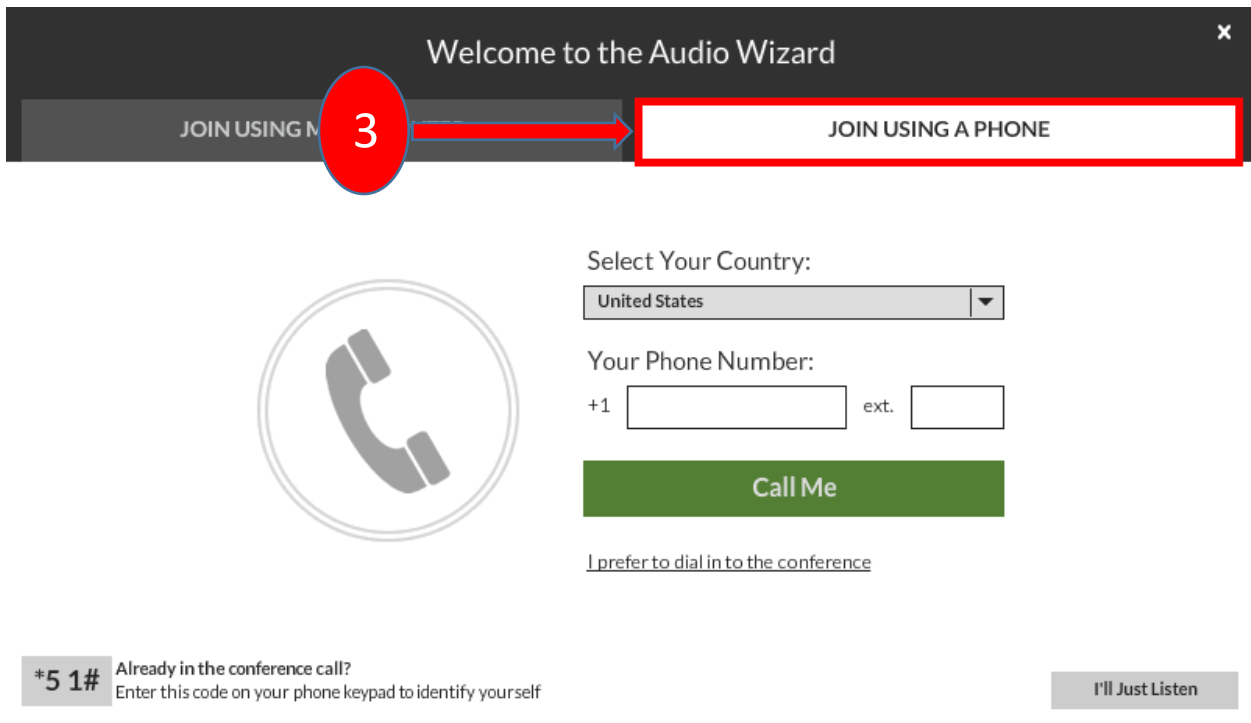 Welcome to the Audio Wizard
x
JOIN USING
3
JOIN USING A PHONE
Select Your Country:
United States
Your Phone Number:
+1
ext.
Call Me
I prefer to dial in to the conference
*5 1#
Already in the conference call?
Enter this code on your phone keypad to identify yourself
I'll Just Listen